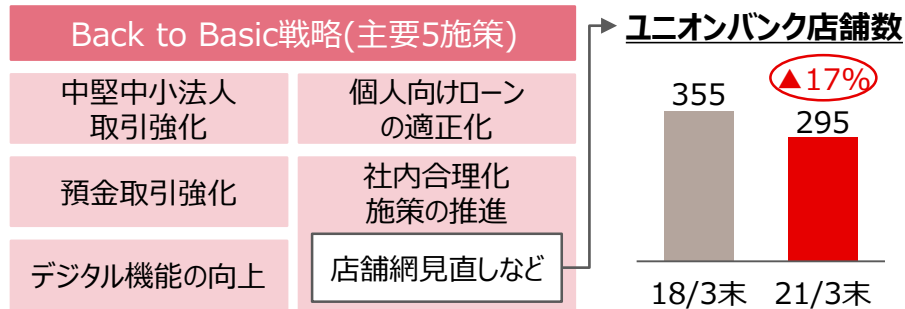 Back to Basic戦略(主要5施策)
中堅中小法人
取引強化
個人向けローン
の適正化
預金取引強化
社内合理化
施策の推進
デジタル機能の向上
店舗網見直しなど
ユニオンバンク店舗数
▲17%
355
295
18/3末
21/3末